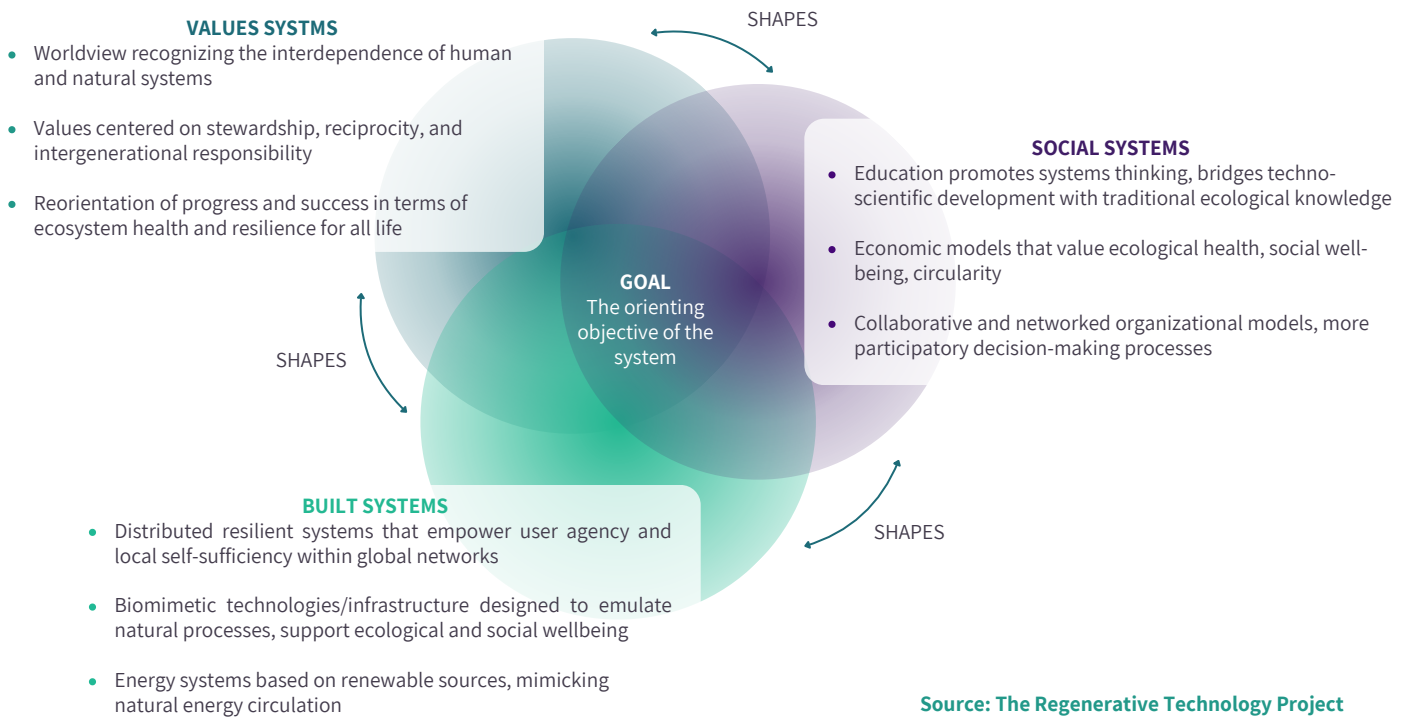 VALUES SYSTMS
• Worldview recognizing the interdependence of human
and natural systems
• Values centered on stewardship, reciprocity, and
intergenerational responsibility
• Reorientation of progress and success in terms of
ecosystem health and resilience for all life
SHAPES
SOCIAL SYSTEMS
• Education promotes systems thinking, bridges techno-
scientific development with traditional ecological knowledge
• Economic models that value ecological health, social well-
being, circularity
• Collaborative and networked organizational models, more
participatory decision-making processes
GOAL
The orienting
objective of the
system
SHAPES
SHAPES
BUILT SYSTEMS
• Distributed resilient systems that empower user agency and
local self-sufficiency within global networks
• Biomimetic technologies/infrastructure designed to emulate
natural processes, support ecological and social wellbeing
• Energy systems based on renewable sources, mimicking
natural energy circulation
Source: The Regenerative Technology Project